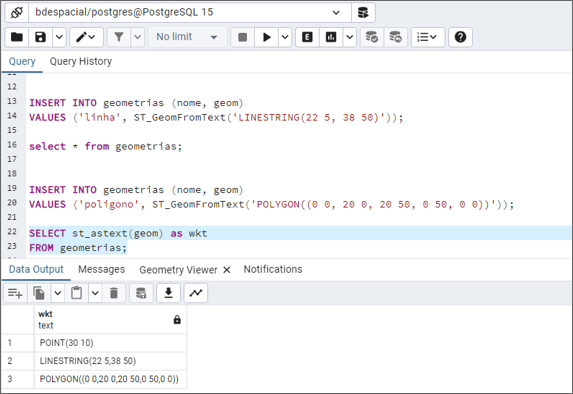 bdespacial/postgres@PostgreSQL 15
No limit
E
Query Query History
12
13 INSERT INTO geometrias (nome, geom)
14 VALUES ('linha', ST_GeomFromText('LINESTRING(22 5, 38 50)'));
15
16 select * from geometrias;
17
18
19 INSERT INTO geometrias (nome, geom)
20 VALUES ('poligono', ST_GeomFromText('POLYGON((0 0, 20 0, 20 50, 0 50, 0 0))'));
21
22 SELECT st_astext(geom) as wkt
23 FROM geometrias;
Data Output Messages Geometry Viewer Notifications
wkt
text
1 POINT(30 10)
2 LINESTRING(22 5,38 50)
3 POLYGON((0 0,20 0,20 50,0 50,0 0))